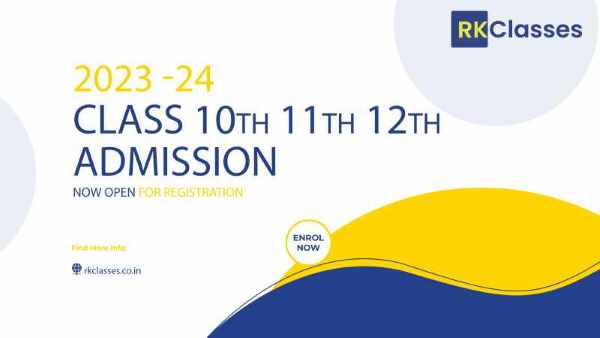 RKClasses
2023 -24
CLASS 10TH 11TH 12TH
ADMISSION
NOW OPEN FOR REGISTRATION
ENROL
NOW
Find More Info:
rkclasses.co.in